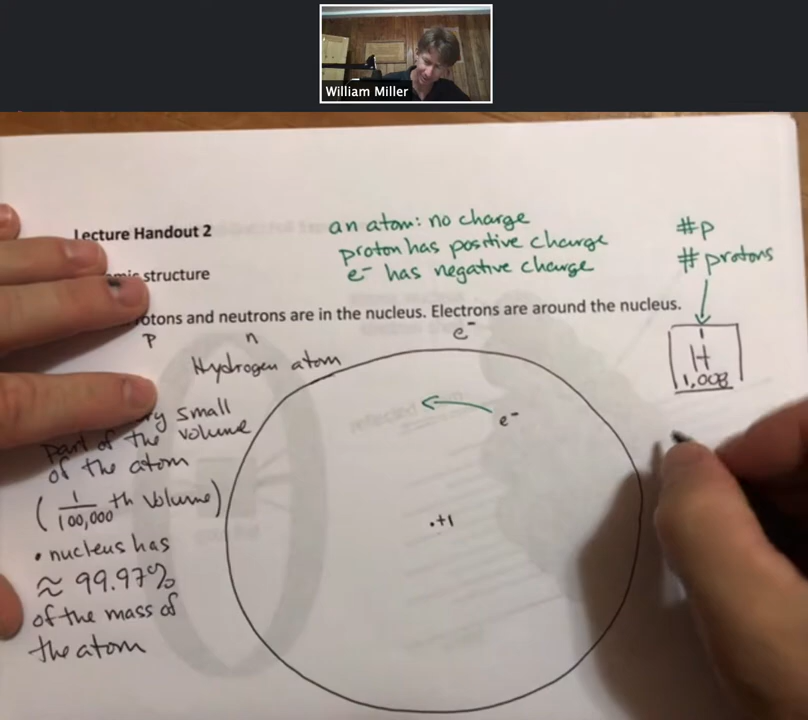 William Miller
Lecture Handout 2
an atom: no charge
proton has positive charge
e⁻ has negative charge
#p
#protons
structure
and neutrons are in the nucleus. Electrons are around the nucleus.
p n e⁻
Hydrogen atom
1
H
1.008
small
part of the volume
of the atom
(1/100,000 th volume)
e⁻
.+1
• nucleus has
≈ 99.97%
of the mass of
the atom